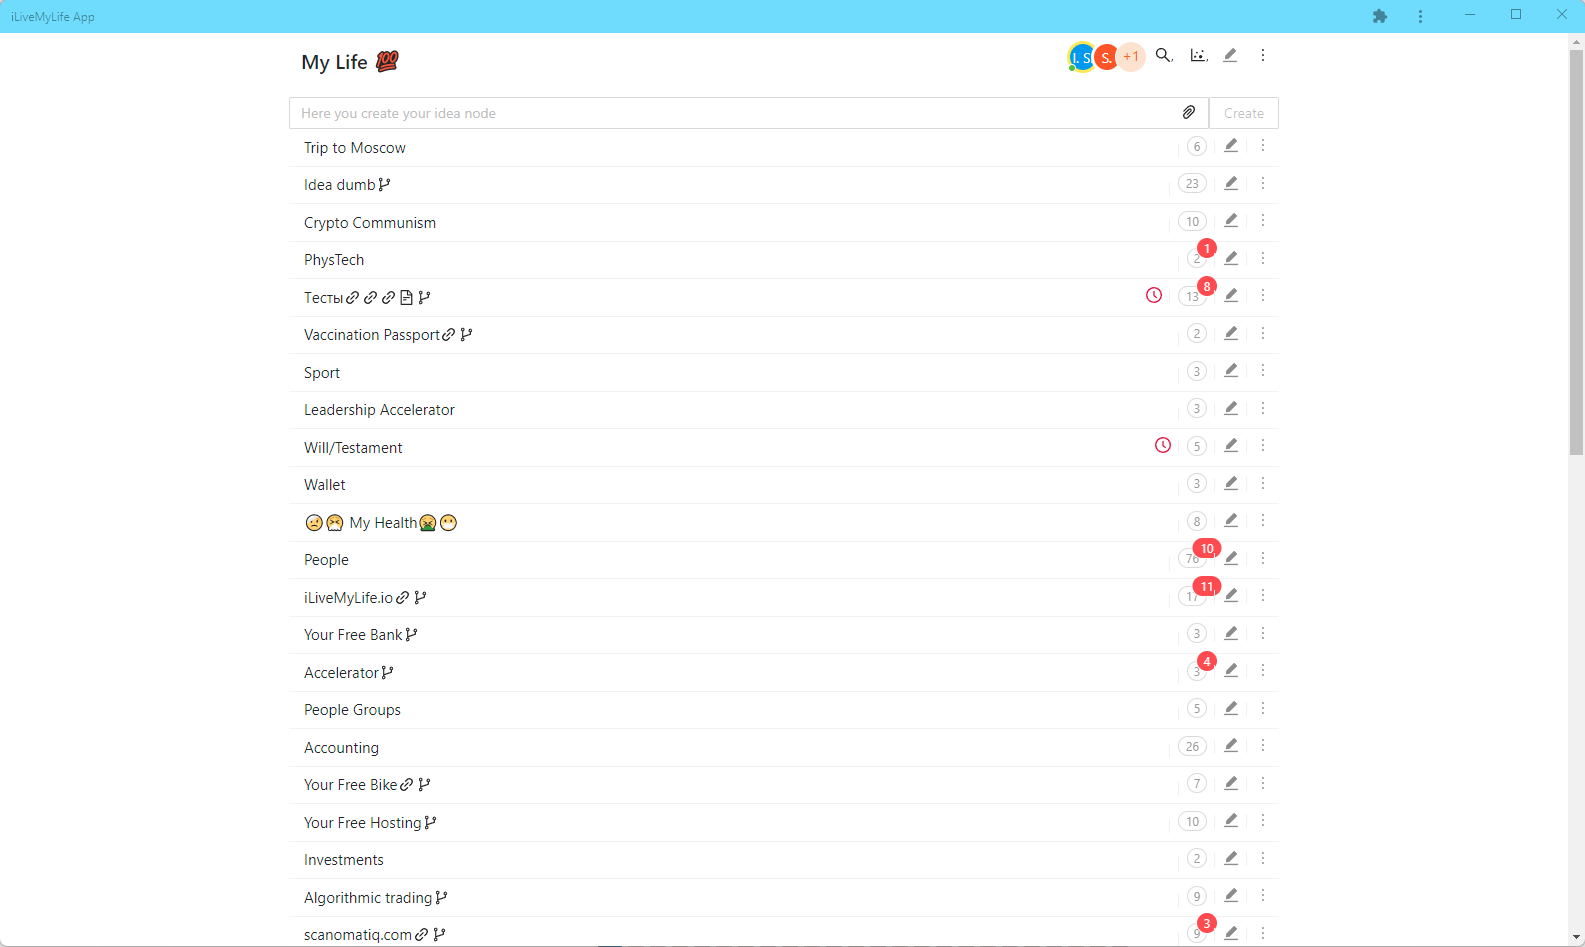 iLiveMyLife App
My Life 💯
I. S S. +1
Here you create your idea node Create
Trip to Moscow 6
Idea dumb 23
Crypto Communism 10
PhysTech 2 1
Тесты 13 8
Vaccination Passport 2
Sport 3
Leadership Accelerator 3
Will/Testament 5
Wallet 3
🤕😫 My Health🤮😷 8
People 76 10
iLiveMyLife.io 17 11
Your Free Bank 3
Accelerator 3 4
People Groups 5
Accounting 26
Your Free Bike 7
Your Free Hosting 10
Investments 2
Algorithmic trading 9
scanomatiq.com 9 3